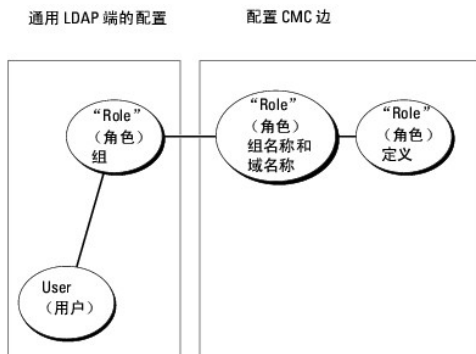 通用 LDAP 端的配置
配置 CMC 边
“Role”
（角色）
组
“Role”
（角色）
组名称和
域名称
“Role”
（角色）
定义
User
（用户）